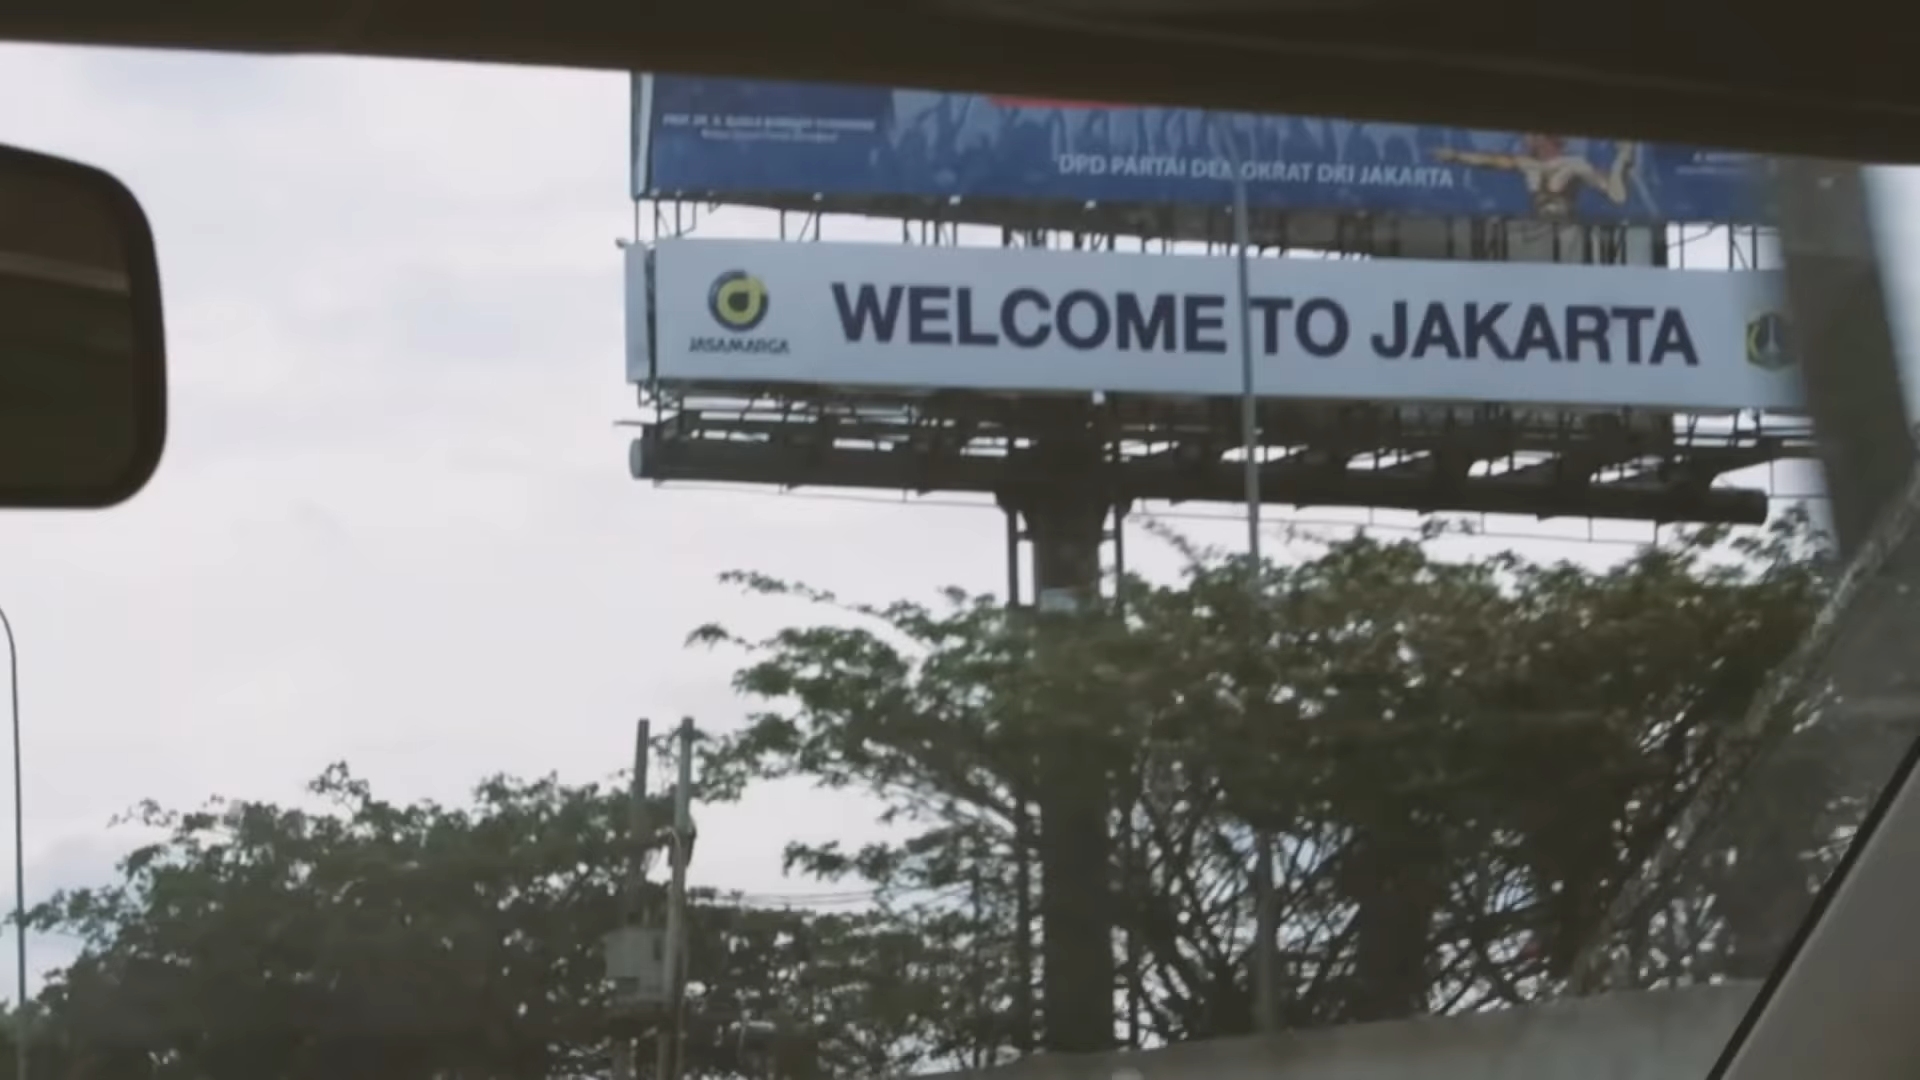 DPD PARTAI DEMOKRAT DKI JAKARTA
JASAMARGA
WELCOME TO JAKARTA